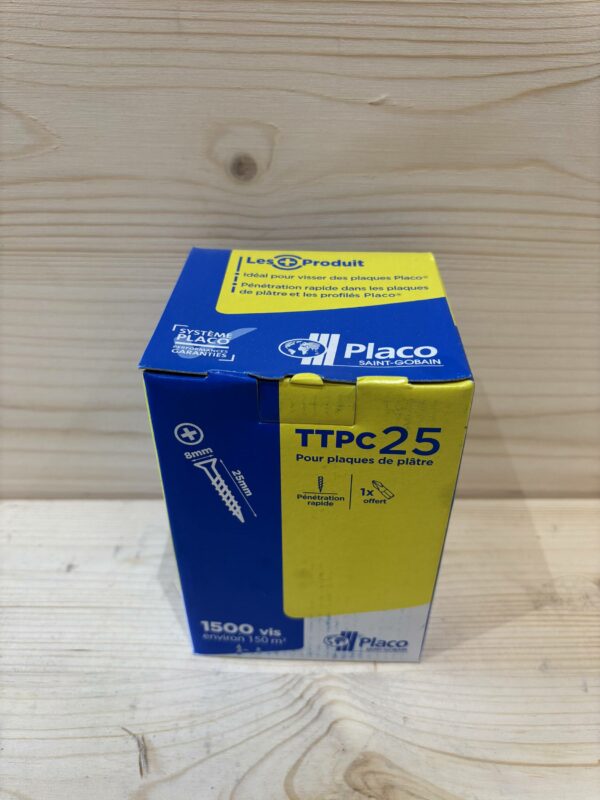 Les + Produit
Idéal pour visser des plaques Placo®
Pénétration rapide dans les plaques
de plâtre et les profilés Placo®
SYSTÈME
PLACO
PERFORMANCES
GARANTIES
Placo
SAINT-GOBAIN
TTPC 25
Pour plaques de plâtre
8mm
25mm
Pénétration
rapide
1x
offert
1500 vis
environ 150 m²
Placo